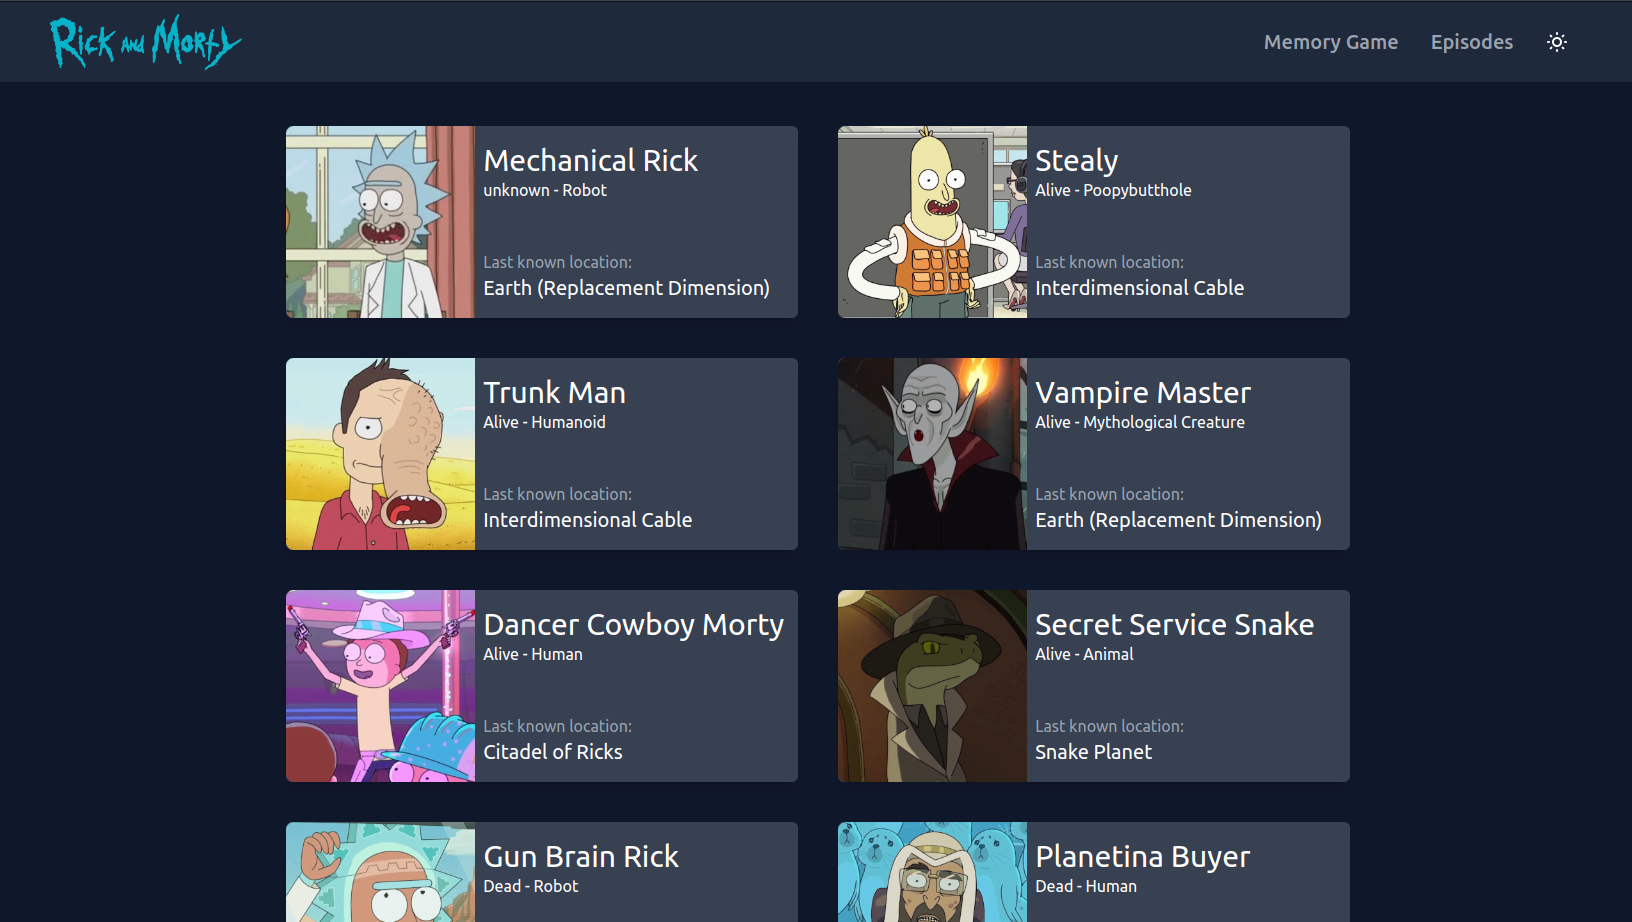 Rick and Morty
Memory Game
Episodes
Mechanical Rick
unknown - Robot
Last known location:
Earth (Replacement Dimension)
Stealy
Alive - Poopybutthole
Last known location:
Interdimensional Cable
Trunk Man
Alive - Humanoid
Last known location:
Interdimensional Cable
Vampire Master
Alive - Mythological Creature
Last known location:
Earth (Replacement Dimension)
Dancer Cowboy Morty
Alive - Human
Last known location:
Citadel of Ricks
Secret Service Snake
Alive - Animal
Last known location:
Snake Planet
Gun Brain Rick
Dead - Robot
Planetina Buyer
Dead - Human